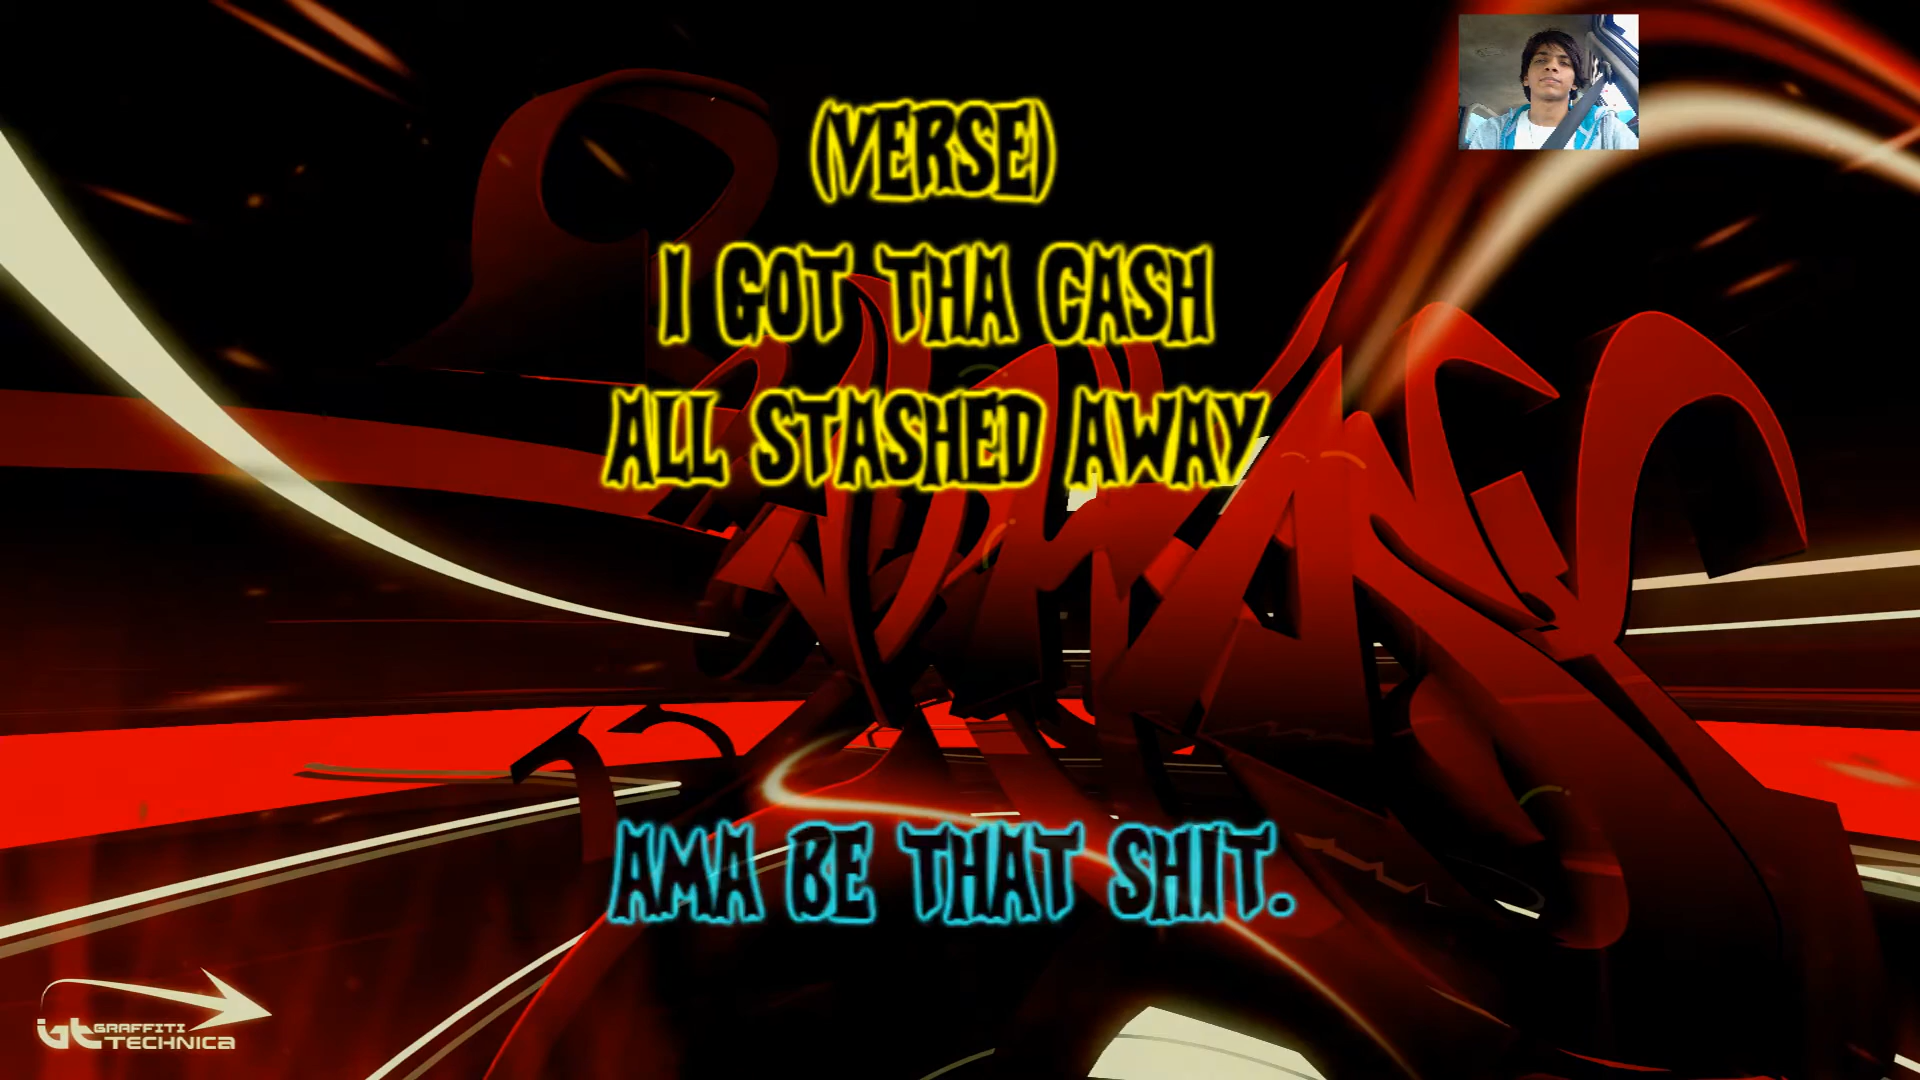 (VERSE)
I GOT THA CASH
ALL STASHED AWAY
AMA BE THAT SHIT.
GRAFFITI
TECHNICA